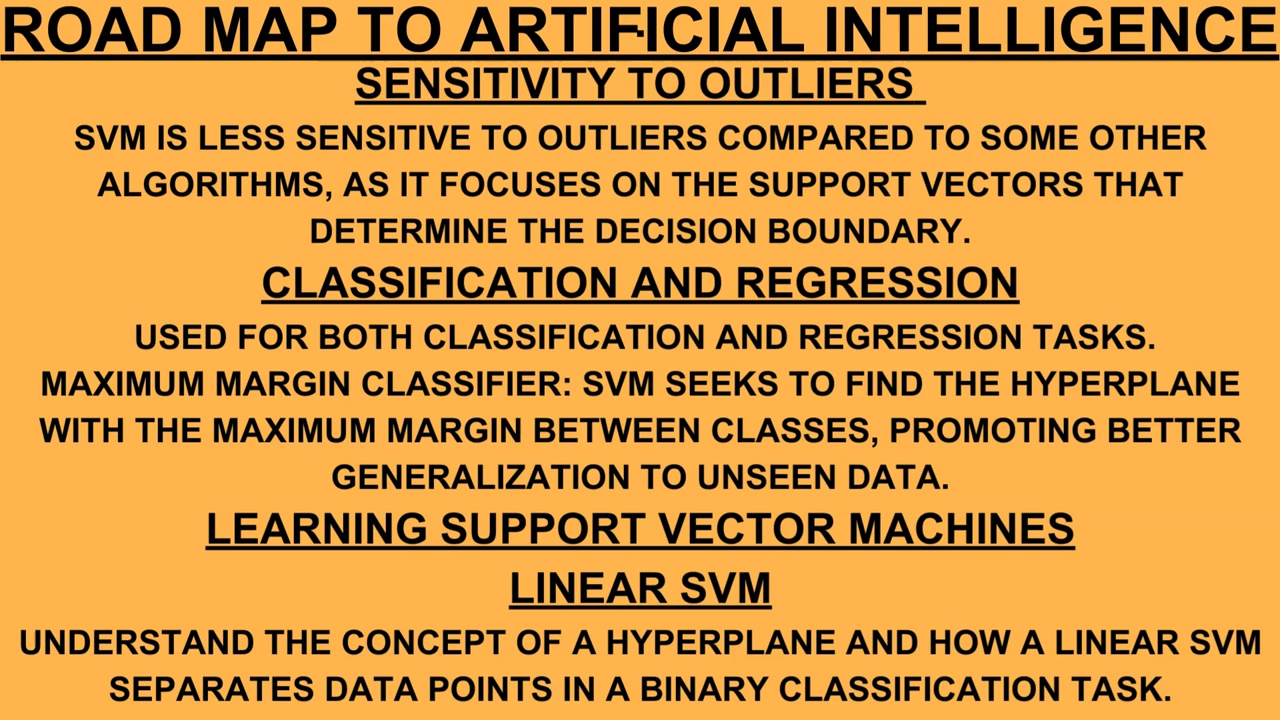 ROAD MAP TO ARTIFICIAL INTELLIGENCE
SENSITIVITY TO OUTLIERS
SVM IS LESS SENSITIVE TO OUTLIERS COMPARED TO SOME OTHER
ALGORITHMS, AS IT FOCUSES ON THE SUPPORT VECTORS THAT
DETERMINE THE DECISION BOUNDARY.
CLASSIFICATION AND REGRESSION
USED FOR BOTH CLASSIFICATION AND REGRESSION TASKS.
MAXIMUM MARGIN CLASSIFIER: SVM SEEKS TO FIND THE HYPERPLANE
WITH THE MAXIMUM MARGIN BETWEEN CLASSES, PROMOTING BETTER
GENERALIZATION TO UNSEEN DATA.
LEARNING SUPPORT VECTOR MACHINES
LINEAR SVM
UNDERSTAND THE CONCEPT OF A HYPERPLANE AND HOW A LINEAR SVM
SEPARATES DATA POINTS IN A BINARY CLASSIFICATION TASK.